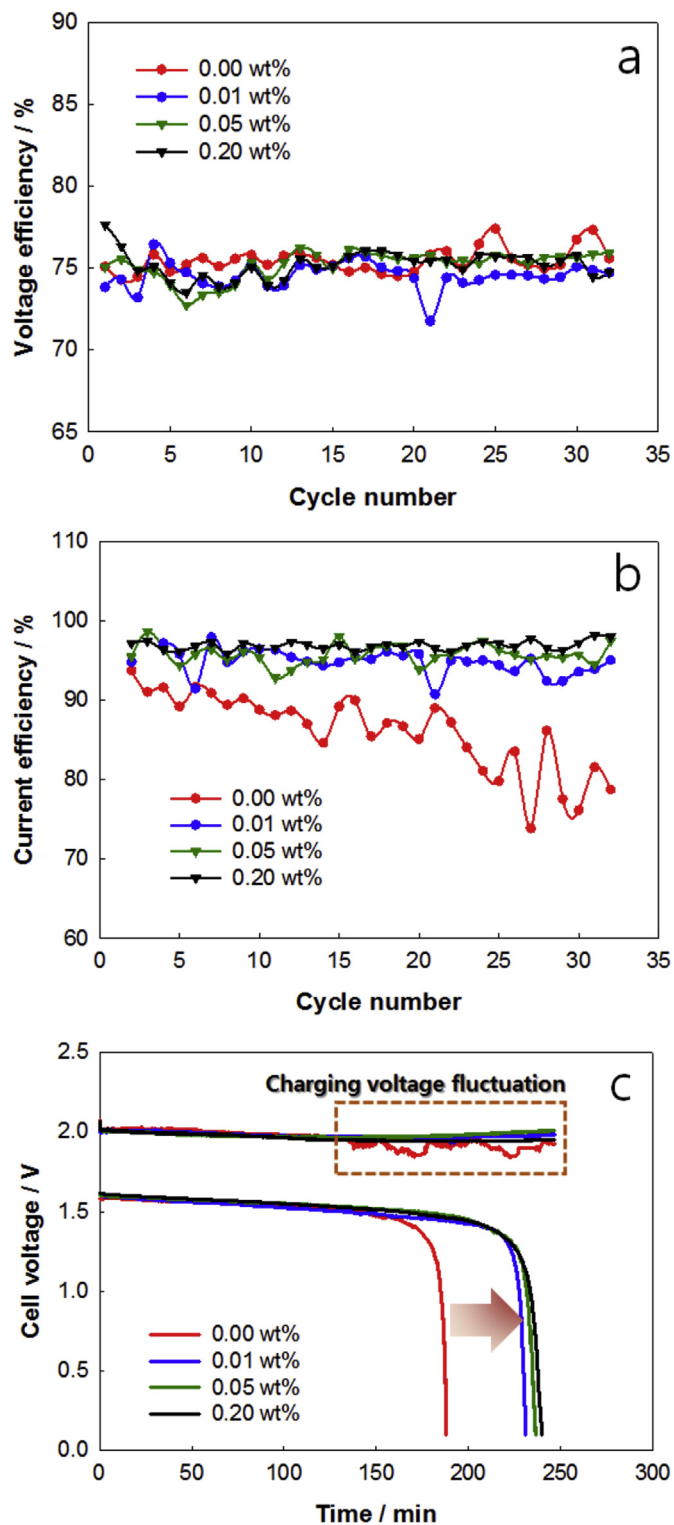 90
85
80
75
70
65
Voltage efficiency / %
a
0.00 wt%
0.01 wt%
0.05 wt%
0.20 wt%
0 5 10 15 20 25 30 35
Cycle number
110
100
90
80
70
60
Current efficiency / %
b
0.00 wt%
0.01 wt%
0.05 wt%
0.20 wt%
0 5 10 15 20 25 30 35
Cycle number
2.5
2.0
1.5
1.0
0.5
0.0
Cell voltage / V
Charging voltage fluctuation
c
0.00 wt%
0.01 wt%
0.05 wt%
0.20 wt%
0 50 100 150 200 250 300
Time / min